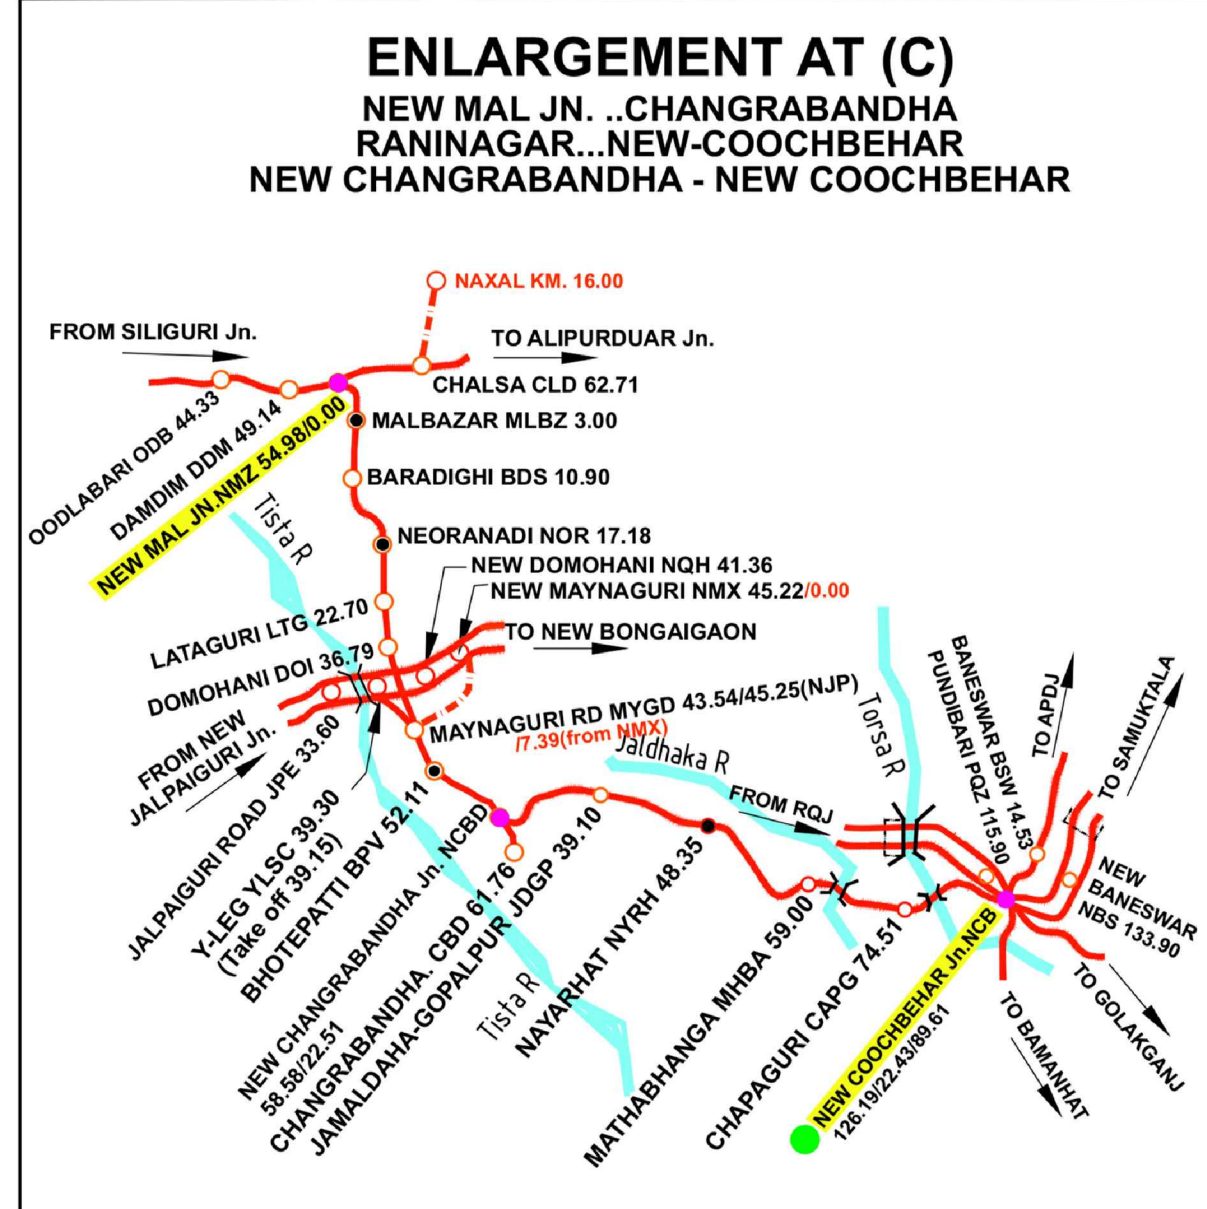 ENLARGEMENT AT (C)
NEW MAL JN. ..CHANGRABANDHA
RANINAGAR...NEW-COOCHBEHAR
NEW CHANGRABANDHA - NEW COOCHBEHAR
NAXAL KM. 16.00
FROM SILIGURI Jn.
TO ALIPURDUAR Jn.
CHALSA CLD 62.71
OODLABARI ODB 44.33
DAMDIM DDM 49.14
NEW MAL JN.NMZ 54.98/0.00
MALBAZAR MLBZ 3.00
BARADIGHI BDS 10.90
Tista R
NEORANADI NOR 17.18
NEW DOMOHANI NQH 41.36
NEW MAYNAGURI NMX 45.22/0.00
LATAGURI LTG 22.70
TO NEW BONGAIGAON
DOMOHANI DOI 36.79
FROM NEW
JALPAIGURI Jn.
MAYNAGURI RD MYGD 43.54/45.25(NJP)
/7.39(from NMX)
JALPAIGURI ROAD JPE 33.60
Y-LEG YLSC 39.30
(Take off 39.15)
BHOTEPATTI BPV 52.11
NEW CHANGRABANDHA Jn. NCBD
58.58/22.51
CHANGRABANDHA. CBD 61.76
JAMALDAHA-GOPALPUR JDGP 39.10
Tista R
NAYARHAT NYRH 48.35
Jaldhaka R
FROM RQJ
Torsa R
MATHABHANGA MHBA 59.00
CHAPAGURI CAPG 74.51
BANESWAR BSW 14.53
PUNDIBARI PQZ 115.90
TO APDJ
TO SAMUKTALA
NEW
BANESWAR
NBS 133.90
NEW COOCHBEHAR Jn.NCB
126.19/22.43/89.61
TO BAMANHAT
TO GOLAKGANJ